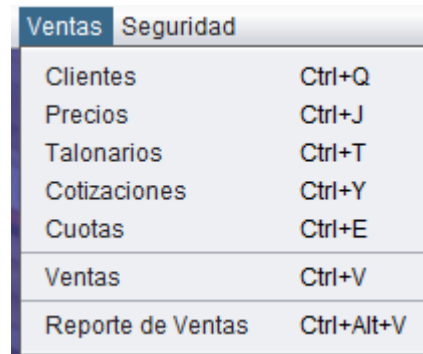 Ventas Seguridad
Clientes Ctrl+Q
Precios Ctrl+J
Talonarios Ctrl+T
Cotizaciones Ctrl+Y
Cuotas Ctrl+E
Ventas Ctrl+V
Reporte de Ventas Ctrl+Alt+V